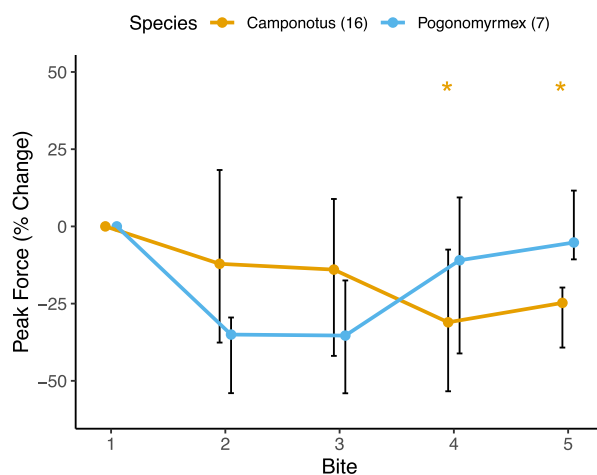 Species Camponotus (16) Pogonomyrmex (7)
50
25
0
−25
−50
Peak Force (% Change)
* *
1 2 3 4 5
Bite